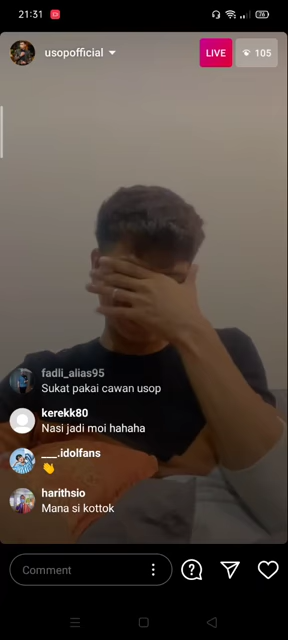 21:31
76
usopofficial
LIVE
105
fadli_alias95
Sukat pakai cawan usop
kerekk80
Nasi jadi moi hahaha
___.idolfans
👋
harithsio
Mana si kottok
Comment